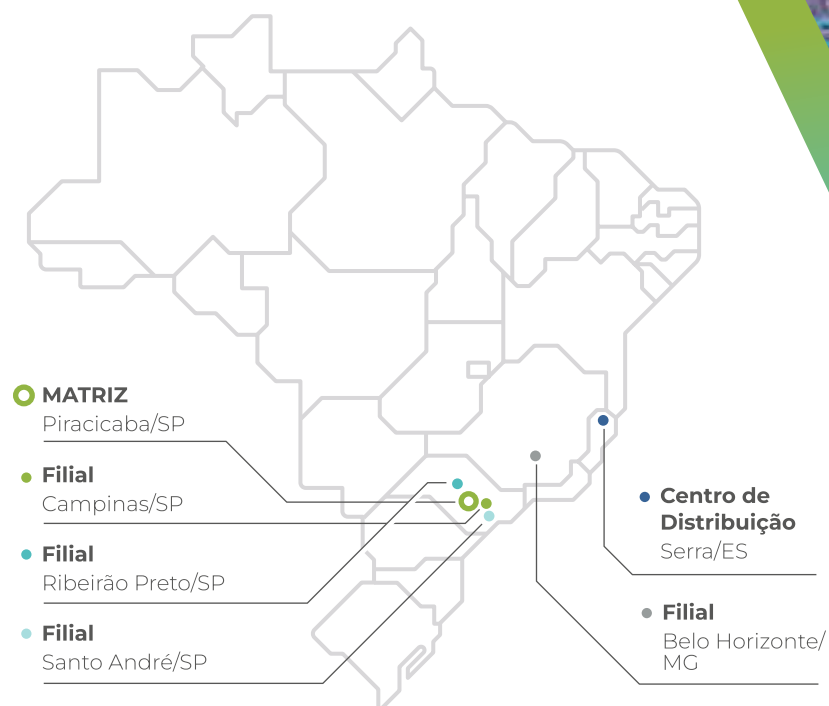 MATRIZ
Piracicaba/SP
Filial
Campinas/SP
Filial
Ribeirão Preto/SP
Filial
Santo André/SP
Centro de
Distribuição
Serra/ES
Filial
Belo Horizonte/
MG